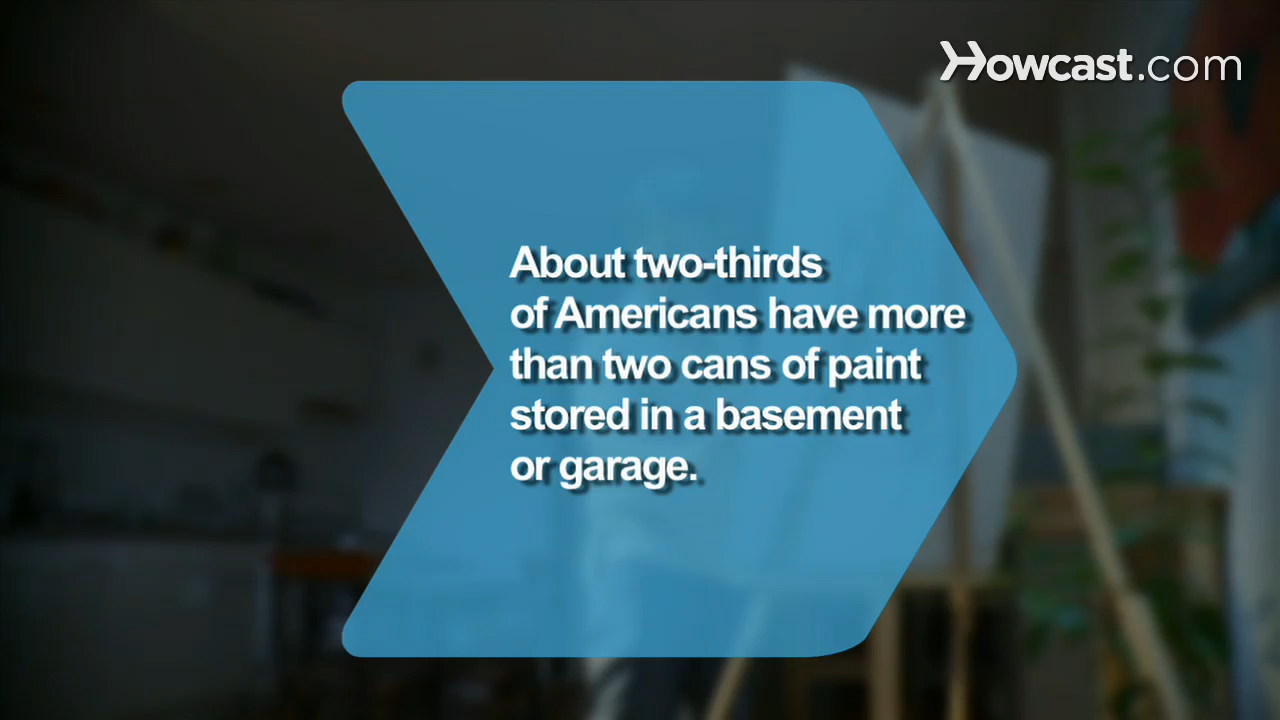 Howcast.com
About two-thirds
of Americans have more
than two cans of paint
stored in a basement
or garage.